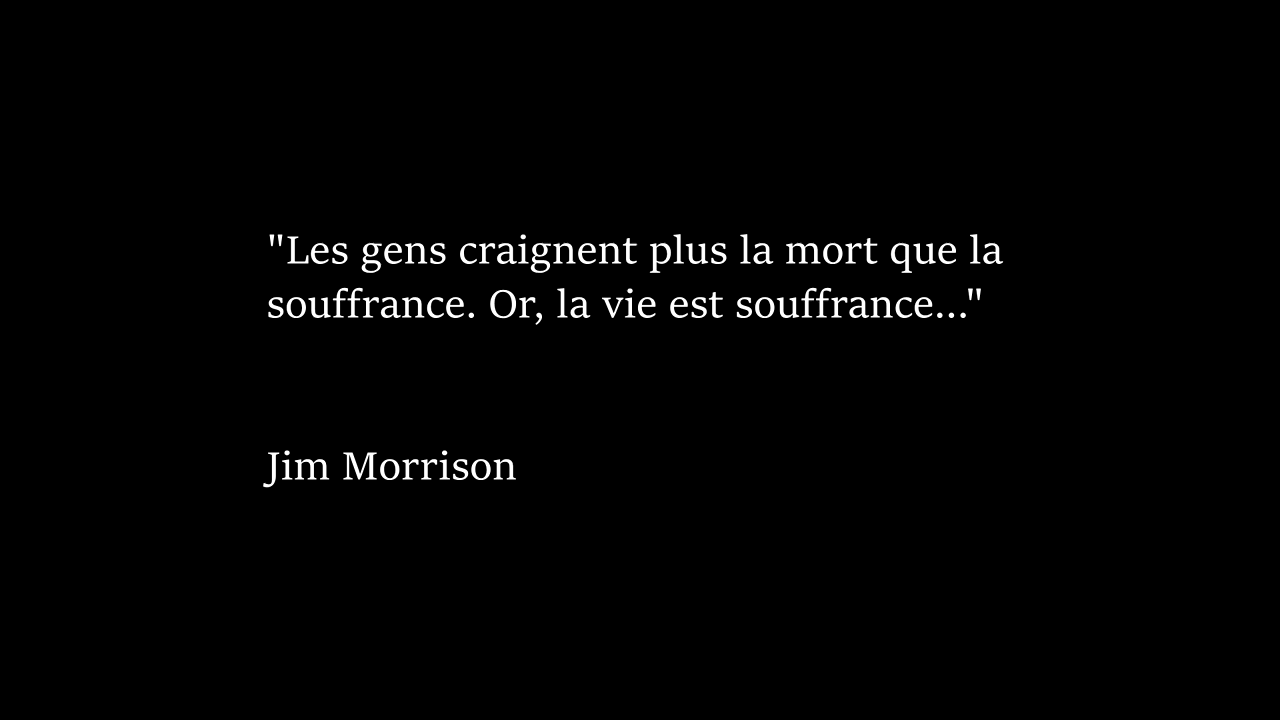 "Les gens craignent plus la mort que la
souffrance. Or, la vie est souffrance..."
Jim Morrison